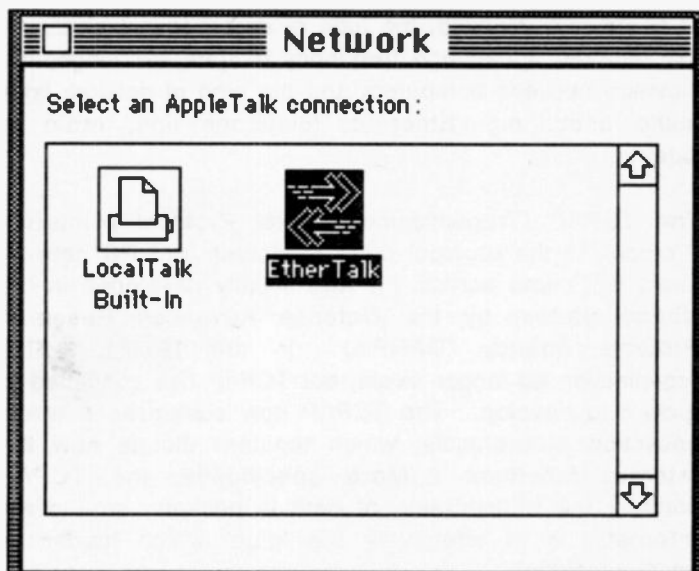 Network
Select an AppleTalk connection:
LocalTalk
Built-In
EtherTalk